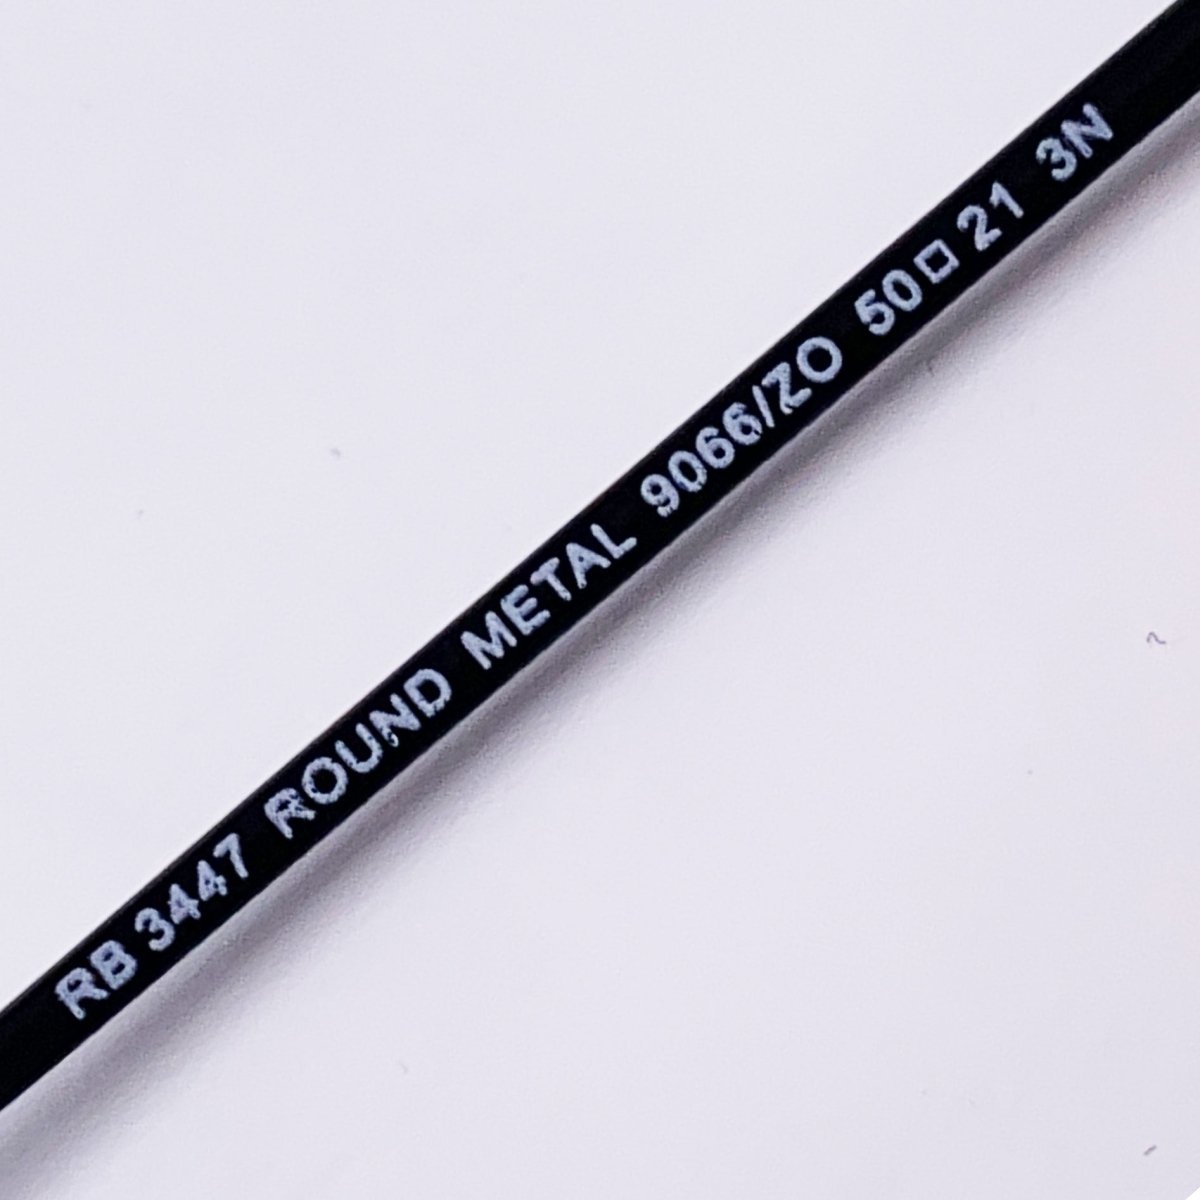 RB 3447 ROUND METAL 9066/ZO 50□21 3N